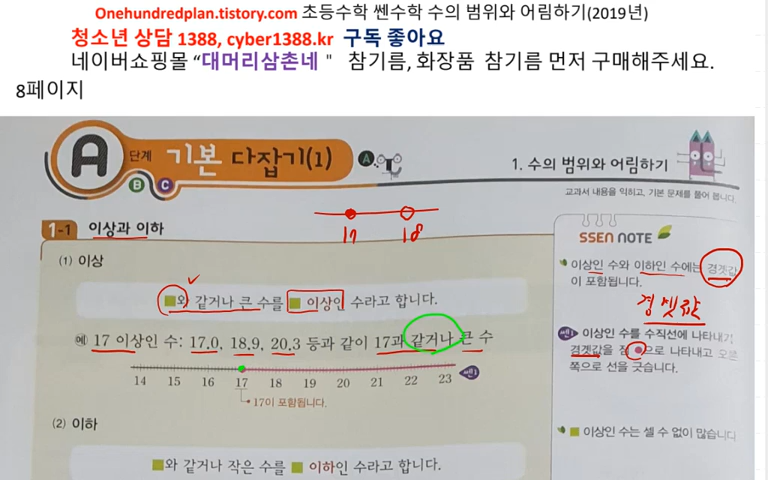 Onehundredplan.tistory.com 초등수학 쎈수학 수의 범위와 어림하기(2019년)
청소년 상담 1388, cyber1388.kr 구독 좋아요
네이버쇼핑몰 “대머리삼촌네 " 참기름, 화장품 참기름 먼저 구매해주세요.
8페이지
A 단계 기본 다잡기(1) A
B C
1. 수의 범위와 어림하기
교과서 내용을 익히고, 기본 문제를 풀어 봅니다.
1-1 이상과 이하
17 18
(1) 이상
■와 같거나 큰 수를 ■ 이상인 수라고 합니다.
예 17 이상인 수: 17.0, 18.9, 20.3 등과 같이 17과 같거나 큰 수
14 15 16 17 18 19 20 21 22 23 쎈1
17이 포함됩니다.
(2) 이하
■와 같거나 작은 수를 ■ 이하인 수라고 합니다.
SSEN NOTE
이상인 수와 이하인 수에는 경곗값
이 포함됩니다.
경곗값
쎈1 이상인 수를 수직선에 나타내기
경곗값을 점 ●으로 나타내고 오른
쪽으로 선을 긋습니다.
■ 이상인 수는 셀 수 없이 많습니다.